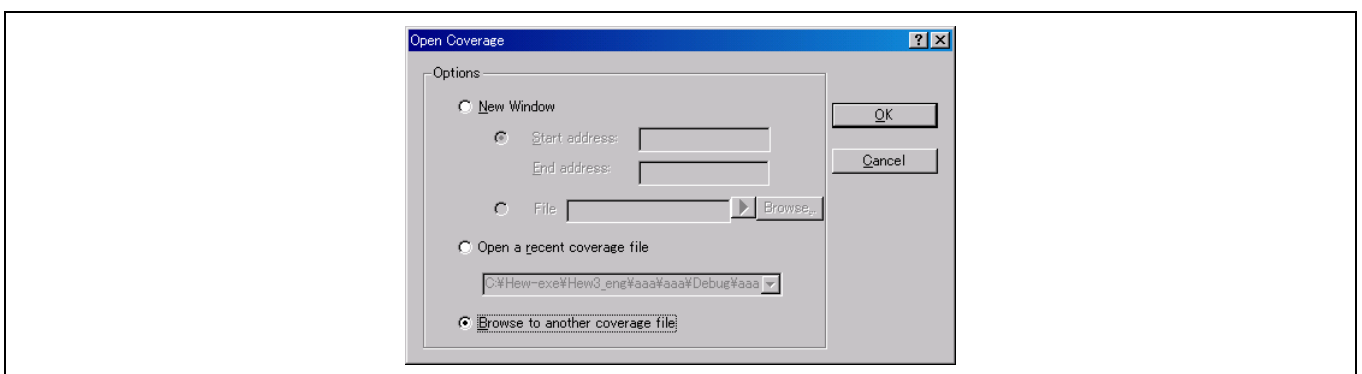 Open Coverage
Options
New Window
Start address:
End address:
File
Browse...
Open a recent coverage file
C:¥Hew-exe¥Hew3_eng¥aaa¥aaa¥Debug¥aaa
Browse to another coverage file
OK
Cancel